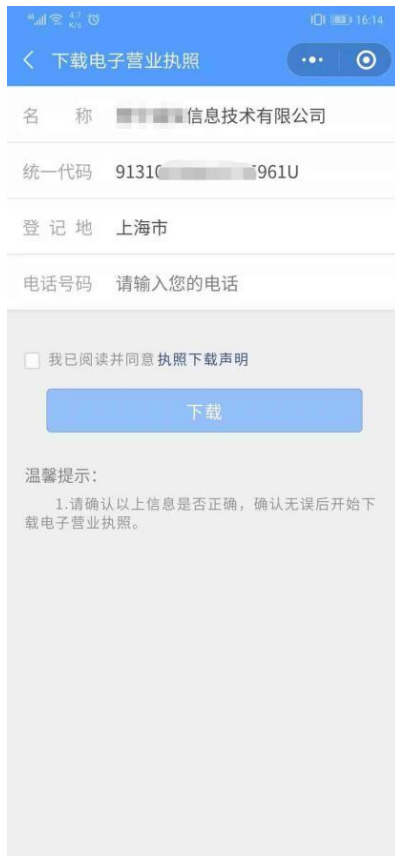 4.7 K/s 16:14
下载电子营业执照
名 称 信息技术有限公司
统一代码 9131 961U
登 记 地 上海市
电话号码 请输入您的电话
我已阅读并同意执照下载声明
下载
温馨提示:
1.请确认以上信息是否正确，确认无误后开始下
载电子营业执照。